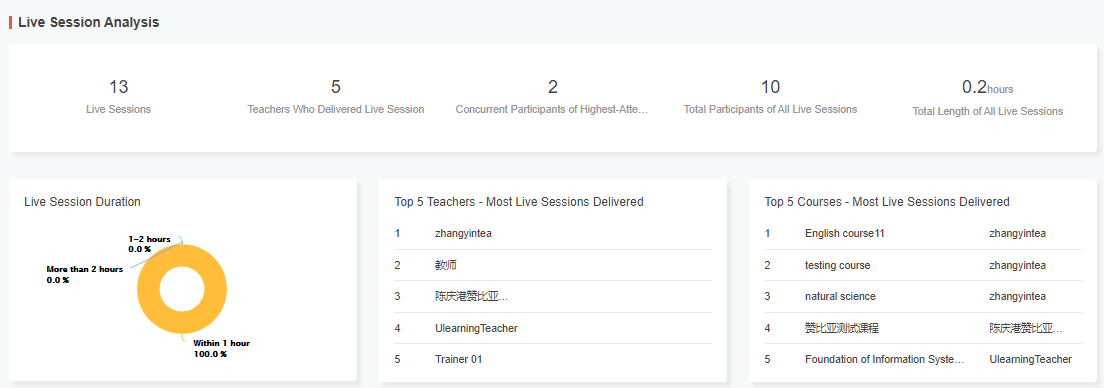 Live Session Analysis
13
Live Sessions
5
Teachers Who Delivered Live Session
2
Concurrent Participants of Highest-Atte...
10
Total Participants of All Live Sessions
0.2hours
Total Length of All Live Sessions
Live Session Duration
1-2 hours
0.0 %
More than 2 hours
0.0 %
Within 1 hour
100.0 %
Top 5 Teachers - Most Live Sessions Delivered
1 zhangyintea
2 教师
3 陈庆港赞比亚...
4 UlearningTeacher
5 Trainer 01
Top 5 Courses - Most Live Sessions Delivered
1 English course11 zhangyintea
2 testing course zhangyintea
3 natural science zhangyintea
4 赞比亚测试课程 陈庆港赞比亚...
5 Foundation of Information Syste... UlearningTeacher